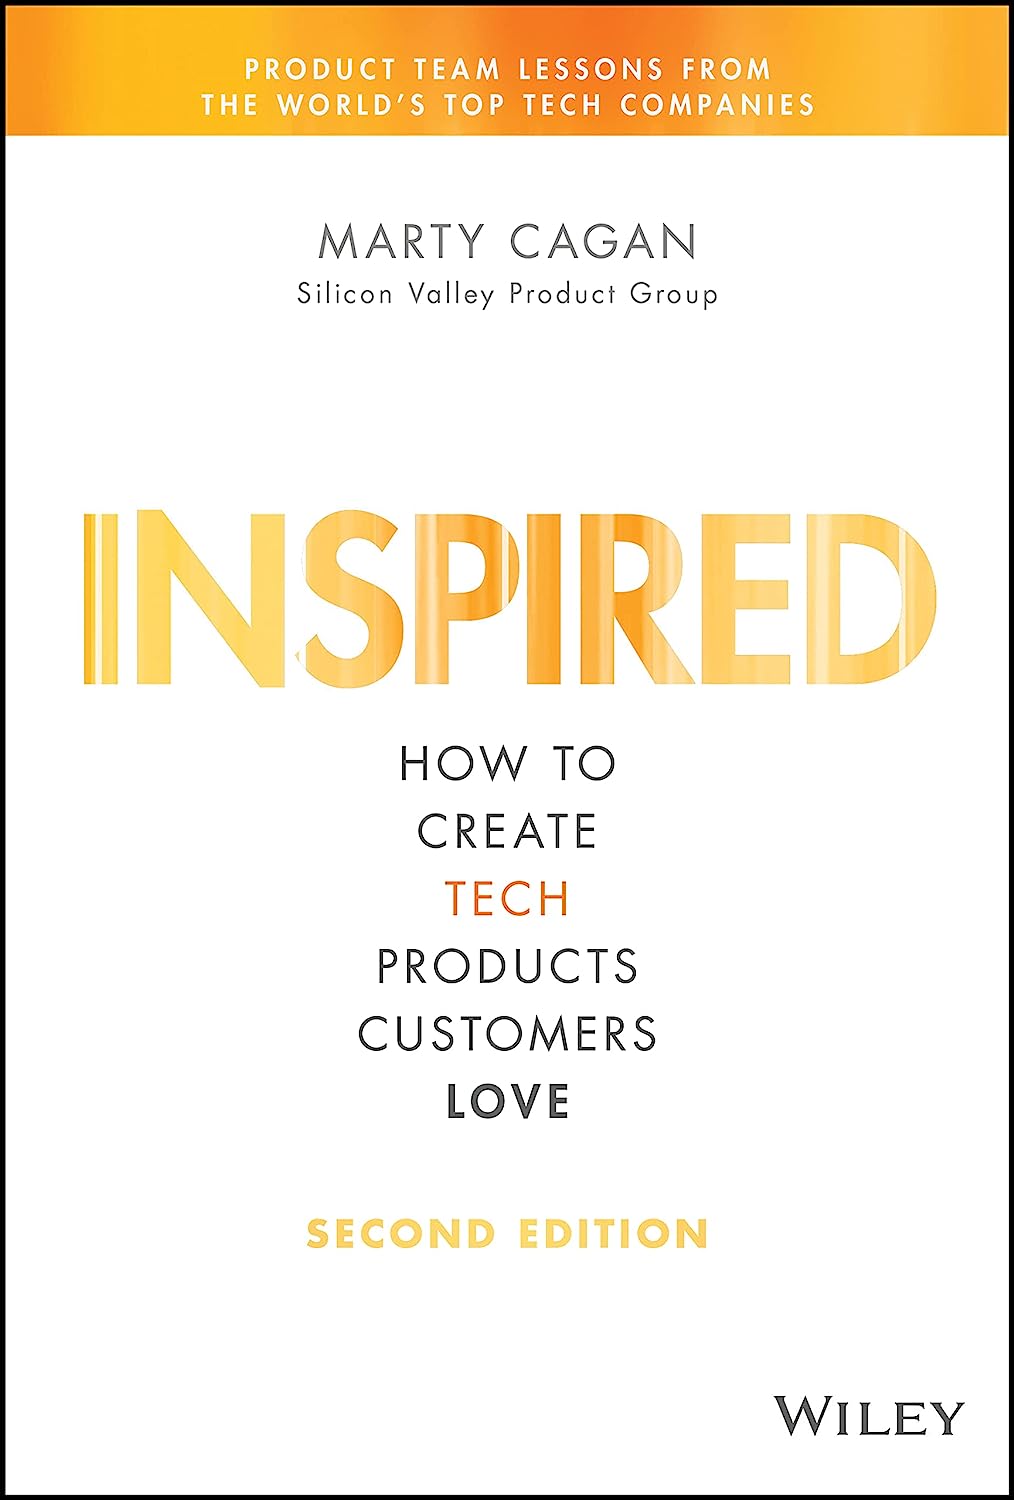 PRODUCT TEAM LESSONS FROM
THE WORLD'S TOP TECH COMPANIES
MARTY CAGAN
Silicon Valley Product Group
INSPIRED
HOW TO
CREATE
TECH
PRODUCTS
CUSTOMERS
LOVE
SECOND EDITION
WILEY